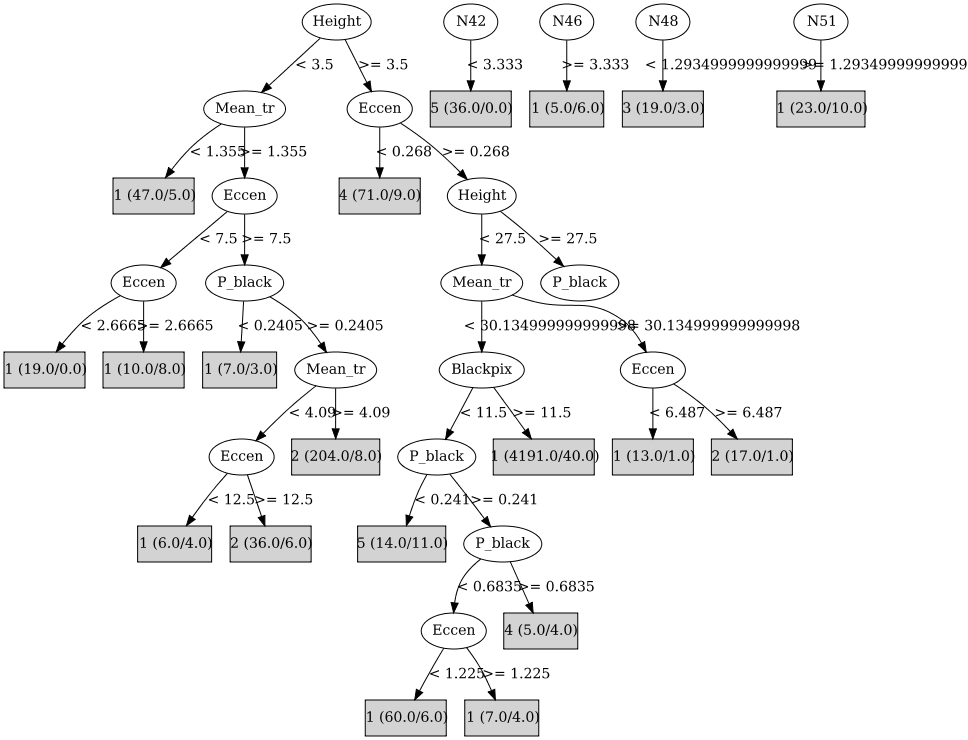 Height N42 N46 N48 N51
< 3.5 >= 3.5 < 3.333 >= 3.333 < 1.2934999999999999 >= 1.2934999999999999
Mean_tr Eccen 5 (36.0/0.0) 1 (5.0/6.0) 3 (19.0/3.0) 1 (23.0/10.0)
< 1.355 >= 1.355 < 0.268 >= 0.268
1 (47.0/5.0) Eccen 4 (71.0/9.0) Height
< 7.5 >= 7.5 < 27.5 >= 27.5
Eccen P_black Mean_tr P_black
< 2.6665 >= 2.6665 < 0.2405 >= 0.2405 < 30.134999999999998 >= 30.134999999999998
1 (19.0/0.0) 1 (10.0/8.0) 1 (7.0/3.0) Mean_tr Blackpix Eccen
< 4.09 >= 4.09 < 11.5 >= 11.5 < 6.487 >= 6.487
Eccen 2 (204.0/8.0) P_black 1 (4191.0/40.0) 1 (13.0/1.0) 2 (17.0/1.0)
< 12.5 >= 12.5 < 0.241 >= 0.241
1 (6.0/4.0) 2 (36.0/6.0) 5 (14.0/11.0) P_black
< 0.6835 >= 0.6835
Eccen 4 (5.0/4.0)
< 1.225 >= 1.225
1 (60.0/6.0) 1 (7.0/4.0)